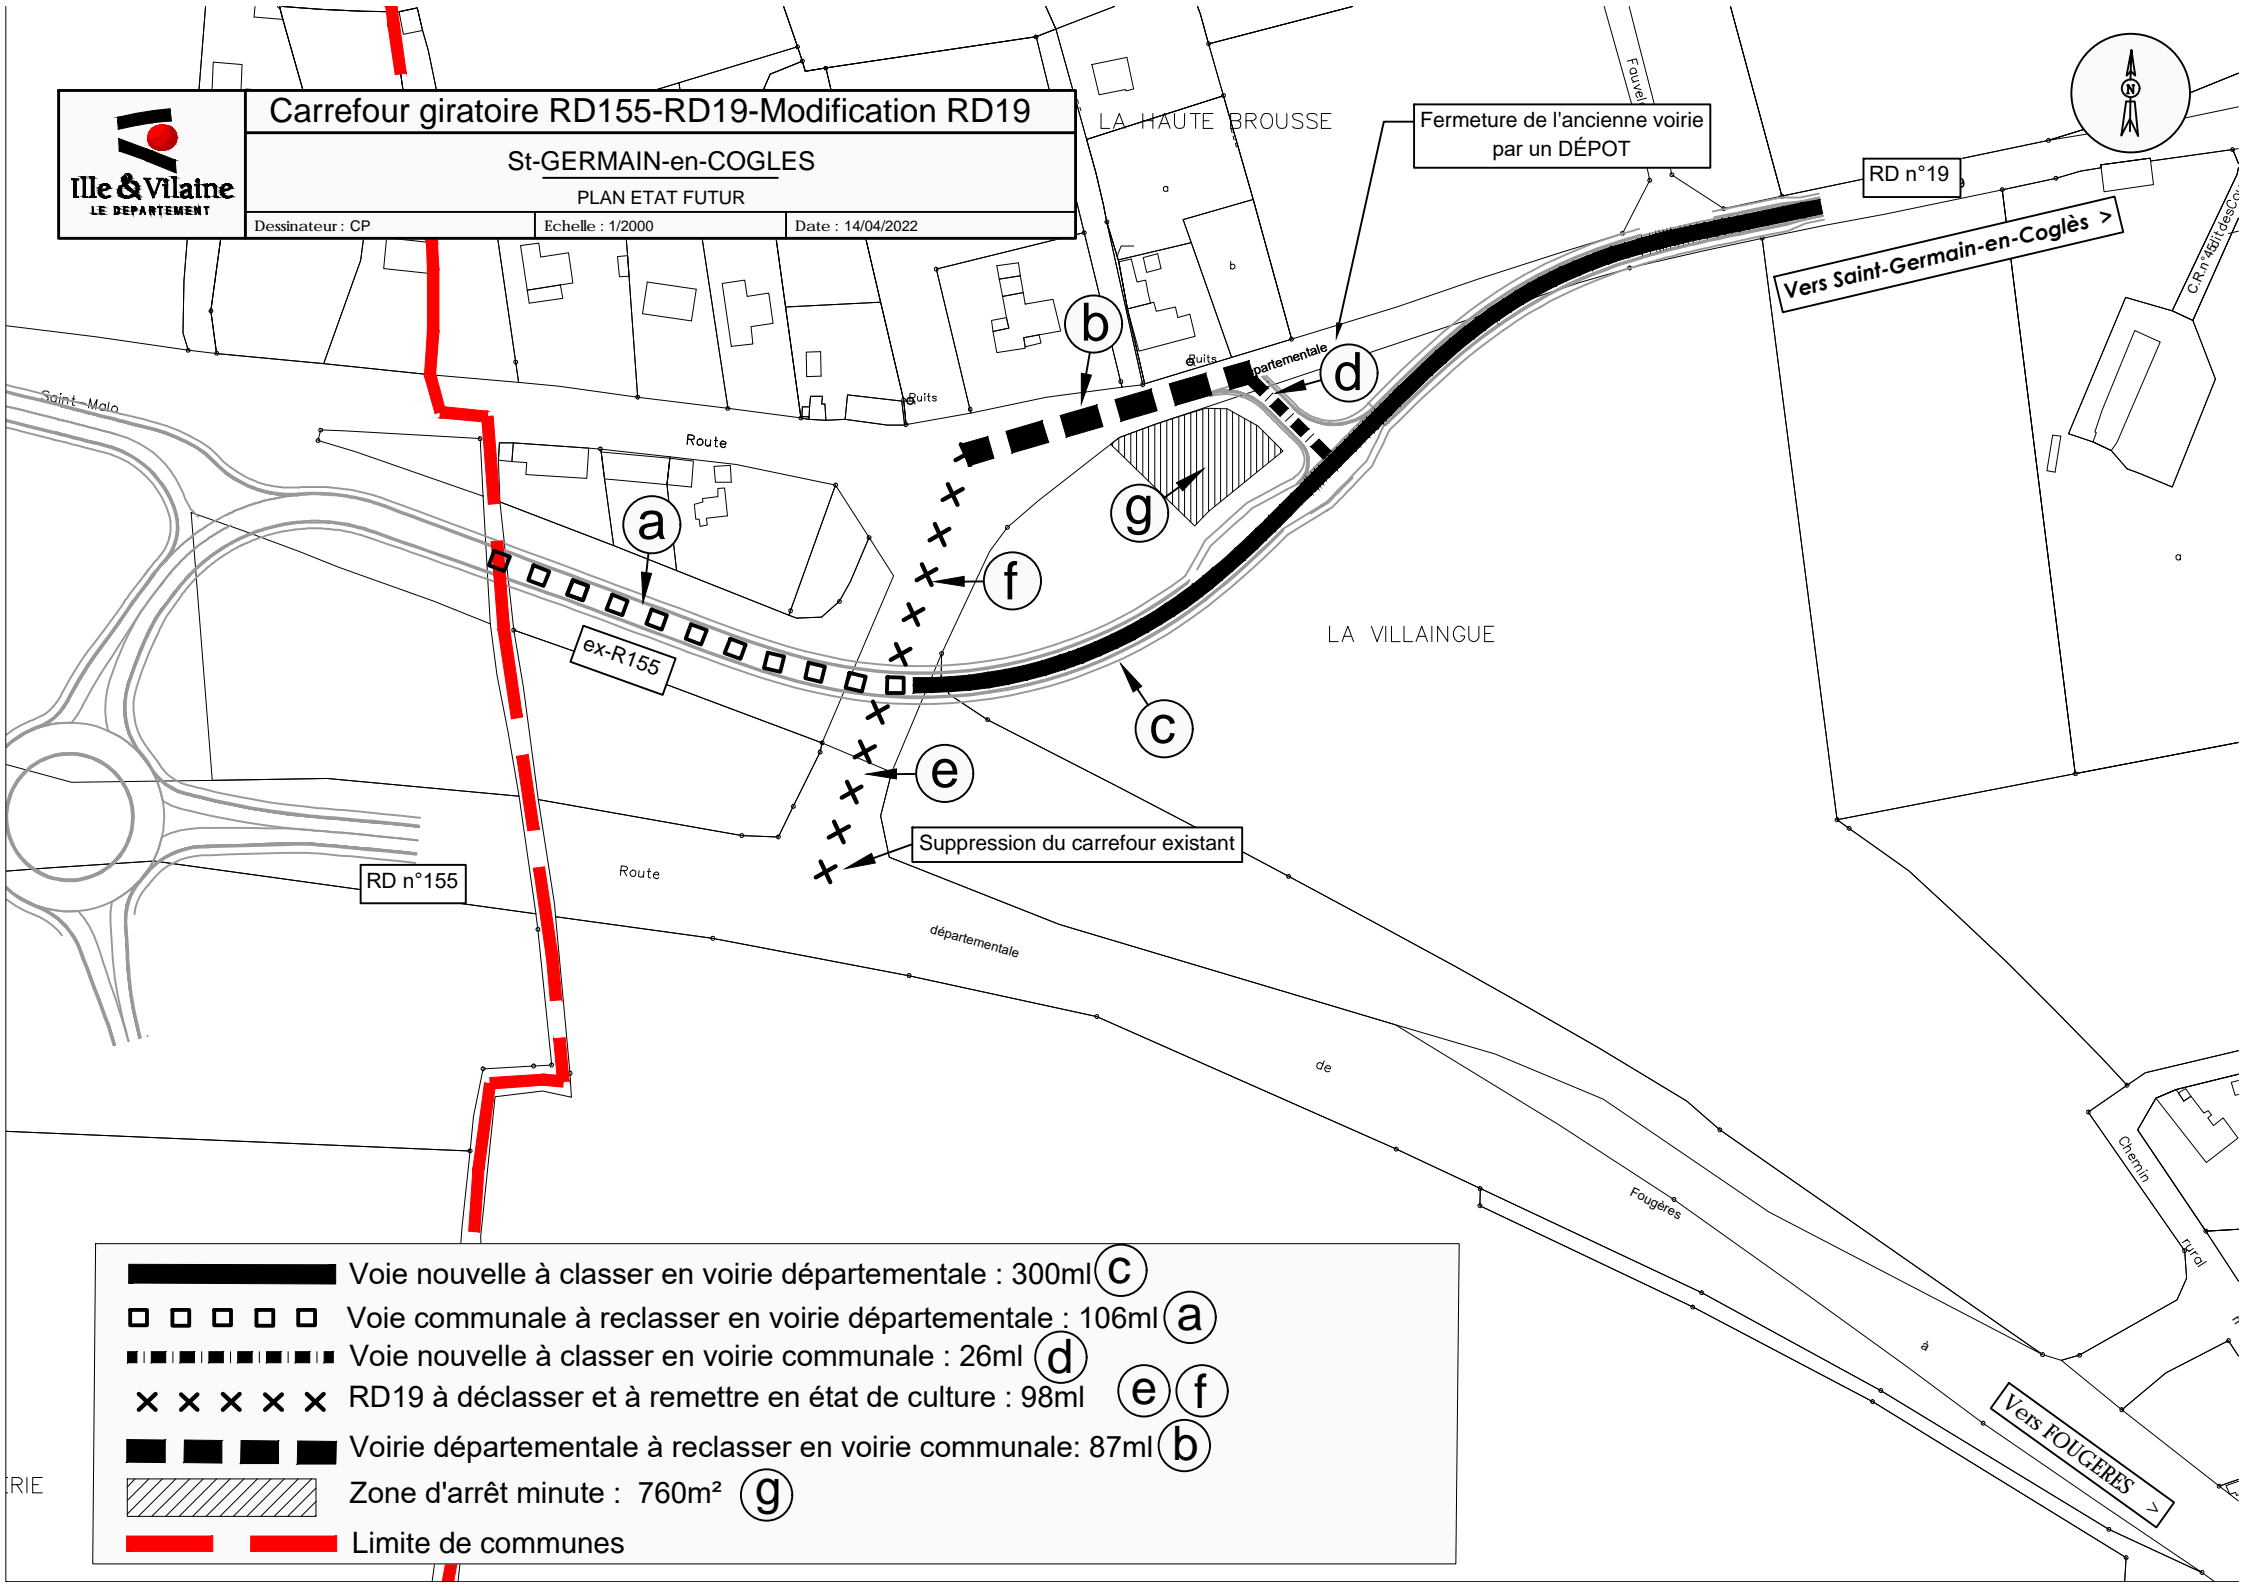 Carrefour giratoire RD155-RD19-Modification RD19
St-GERMAIN-en-COGLES
PLAN ETAT FUTUR
Dessinateur : CP
Echelle : 1/2000
Date : 14/04/2022
Ille & Vilaine
LE DEPARTEMENT
LA HAUTE BROUSSE
Fermeture de l'ancienne voirie
par un DÉPOT
N
RD n°19
Vers Saint-Germain-en-Coglès >
a
b
b
Puits
Puits
d
Saint-Malo
Route
a
g
f
ex-R155
LA VILLAINGUE
a
c
e
Suppression du carrefour existant
RD n°155
Route
départementale
de
Fougères
à
Chemin
rural
Vers FOUGERES >
Voie nouvelle à classer en voirie départementale : 300ml c
Voie communale à reclasser en voirie départementale : 106ml a
Voie nouvelle à classer en voirie communale : 26ml d
RD19 à déclasser et à remettre en état de culture : 98ml e f
Voirie départementale à reclasser en voirie communale: 87ml b
Zone d'arrêt minute : 760m² g
Limite de communes
ERIE